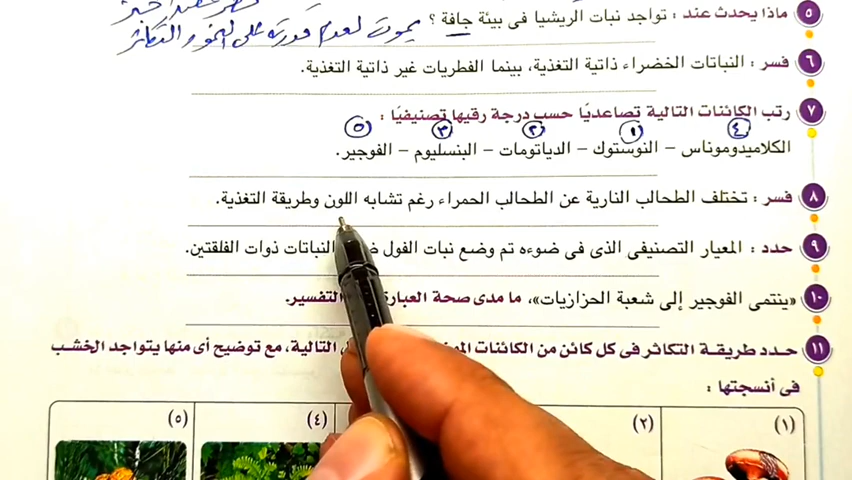 ٥ ماذا يحدث عند : تواجد نبات الريشيا فى بيئة جافة ؟
يموت لعدم قدرته على النمو والتكاثر
٦ فسر : النباتات الخضراء ذاتية التغذية، بينما الفطريات غير ذاتية التغذية.
٧ رتب الكائنات التالية تصاعديًا حسب درجة رقيها تصنيفيًا :
٤ ١ ٢ ٣ ٥
الكلاميدوموناس – النوستوك – الدياتومات – البنسليوم – الفوجير.
٨ فسر : تختلف الطحالب النارية عن الطحالب الحمراء رغم تشابه اللون وطريقة التغذية.
٩ حدد : المعيار التصنيفى الذى فى ضوءه تم وضع نبات الفول النباتات ذوات الفلقتين.
١٠ «ينتمى الفوجير إلى شعبة الحزازيات»، ما مدى صحة العبارة التفسير.
١١ حدد طريقة التكاثر فى كل كائن من الكائنات التالية، مع توضيح أى منها يتواجد الخشب
فى أنسجتها :
(١) (٢) (٤) (٥)